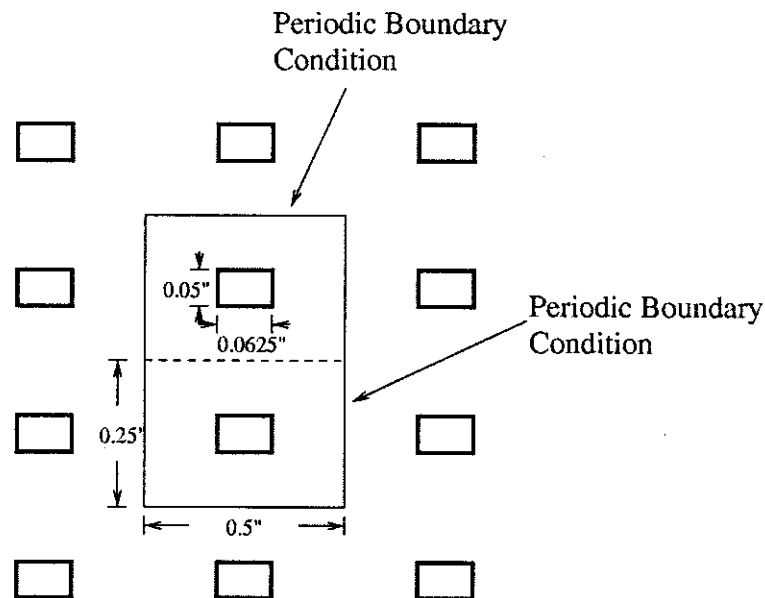 Periodic Boundary
Condition
0.05"
0.0625"
Periodic Boundary
Condition
0.25"
0.5"